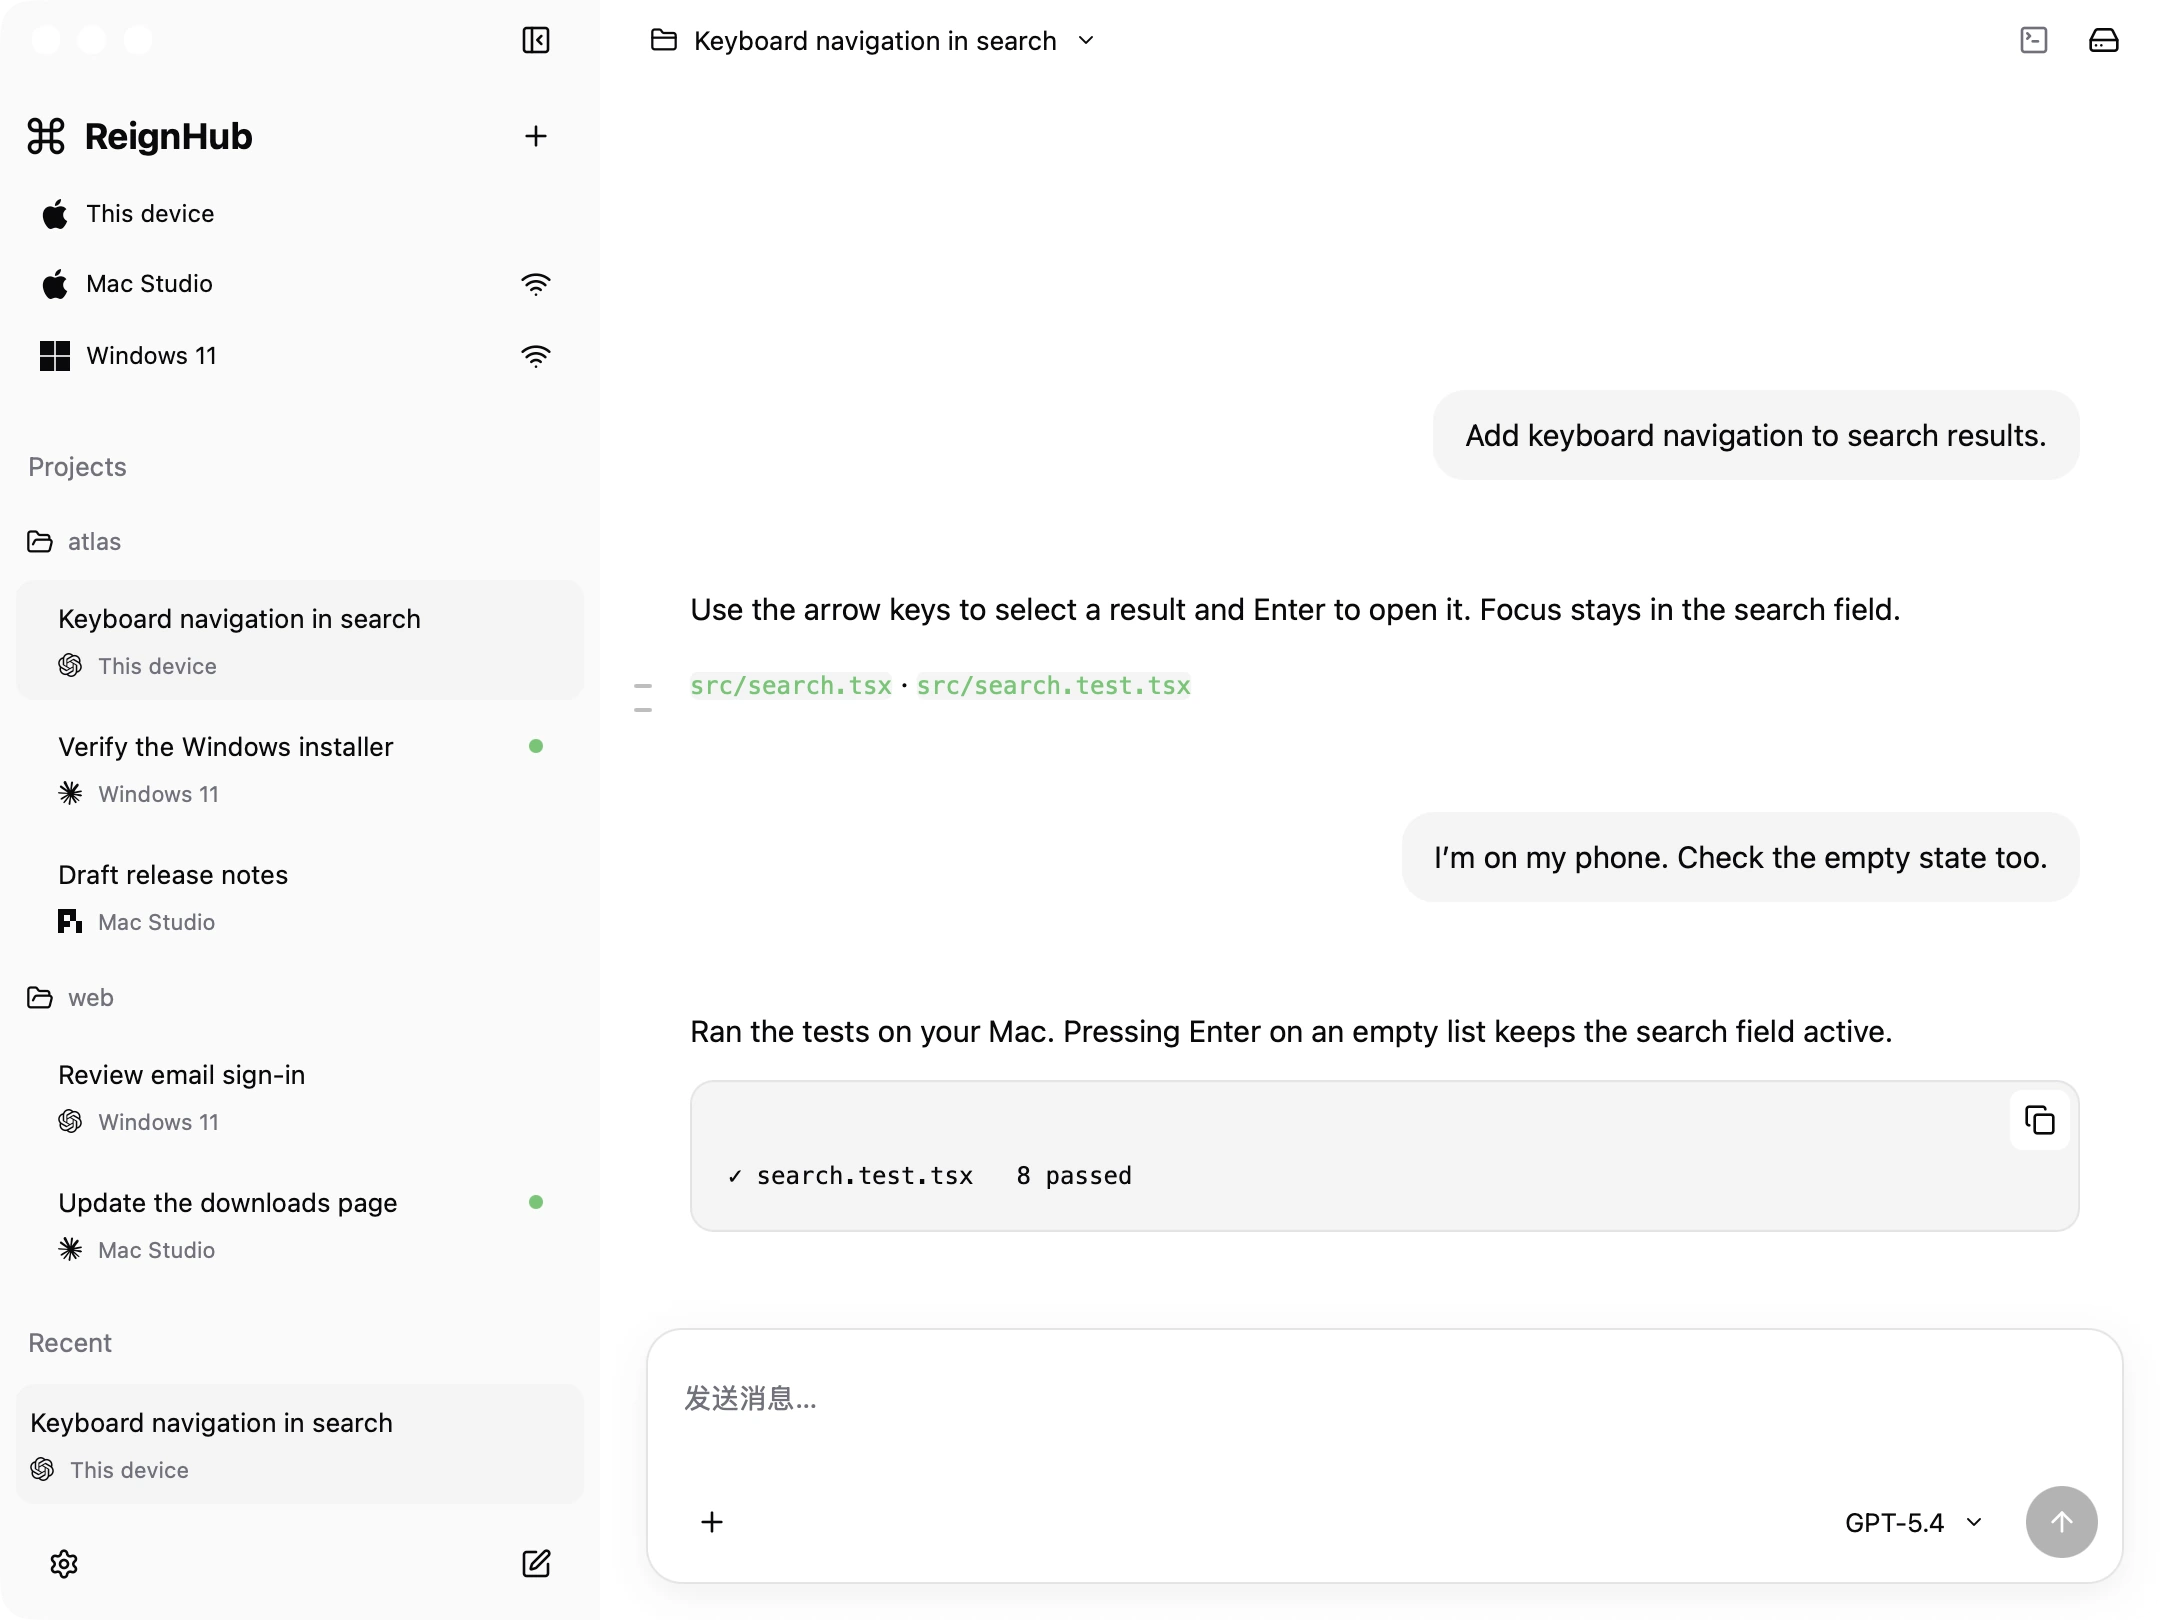 ReignHub
This device
Mac Studio
Windows 11
Projects
atlas
Keyboard navigation in search
This device
Verify the Windows installer
Windows 11
Draft release notes
Mac Studio
web
Review email sign-in
Windows 11
Update the downloads page
Mac Studio
Recent
Keyboard navigation in search
This device
Keyboard navigation in search
Add keyboard navigation to search results.
Use the arrow keys to select a result and Enter to open it. Focus stays in the search field.
src/search.tsx · src/search.test.tsx
I’m on my phone. Check the empty state too.
Ran the tests on your Mac. Pressing Enter on an empty list keeps the search field active.
✓ search.test.tsx   8 passed
发送消息...
GPT-5.4